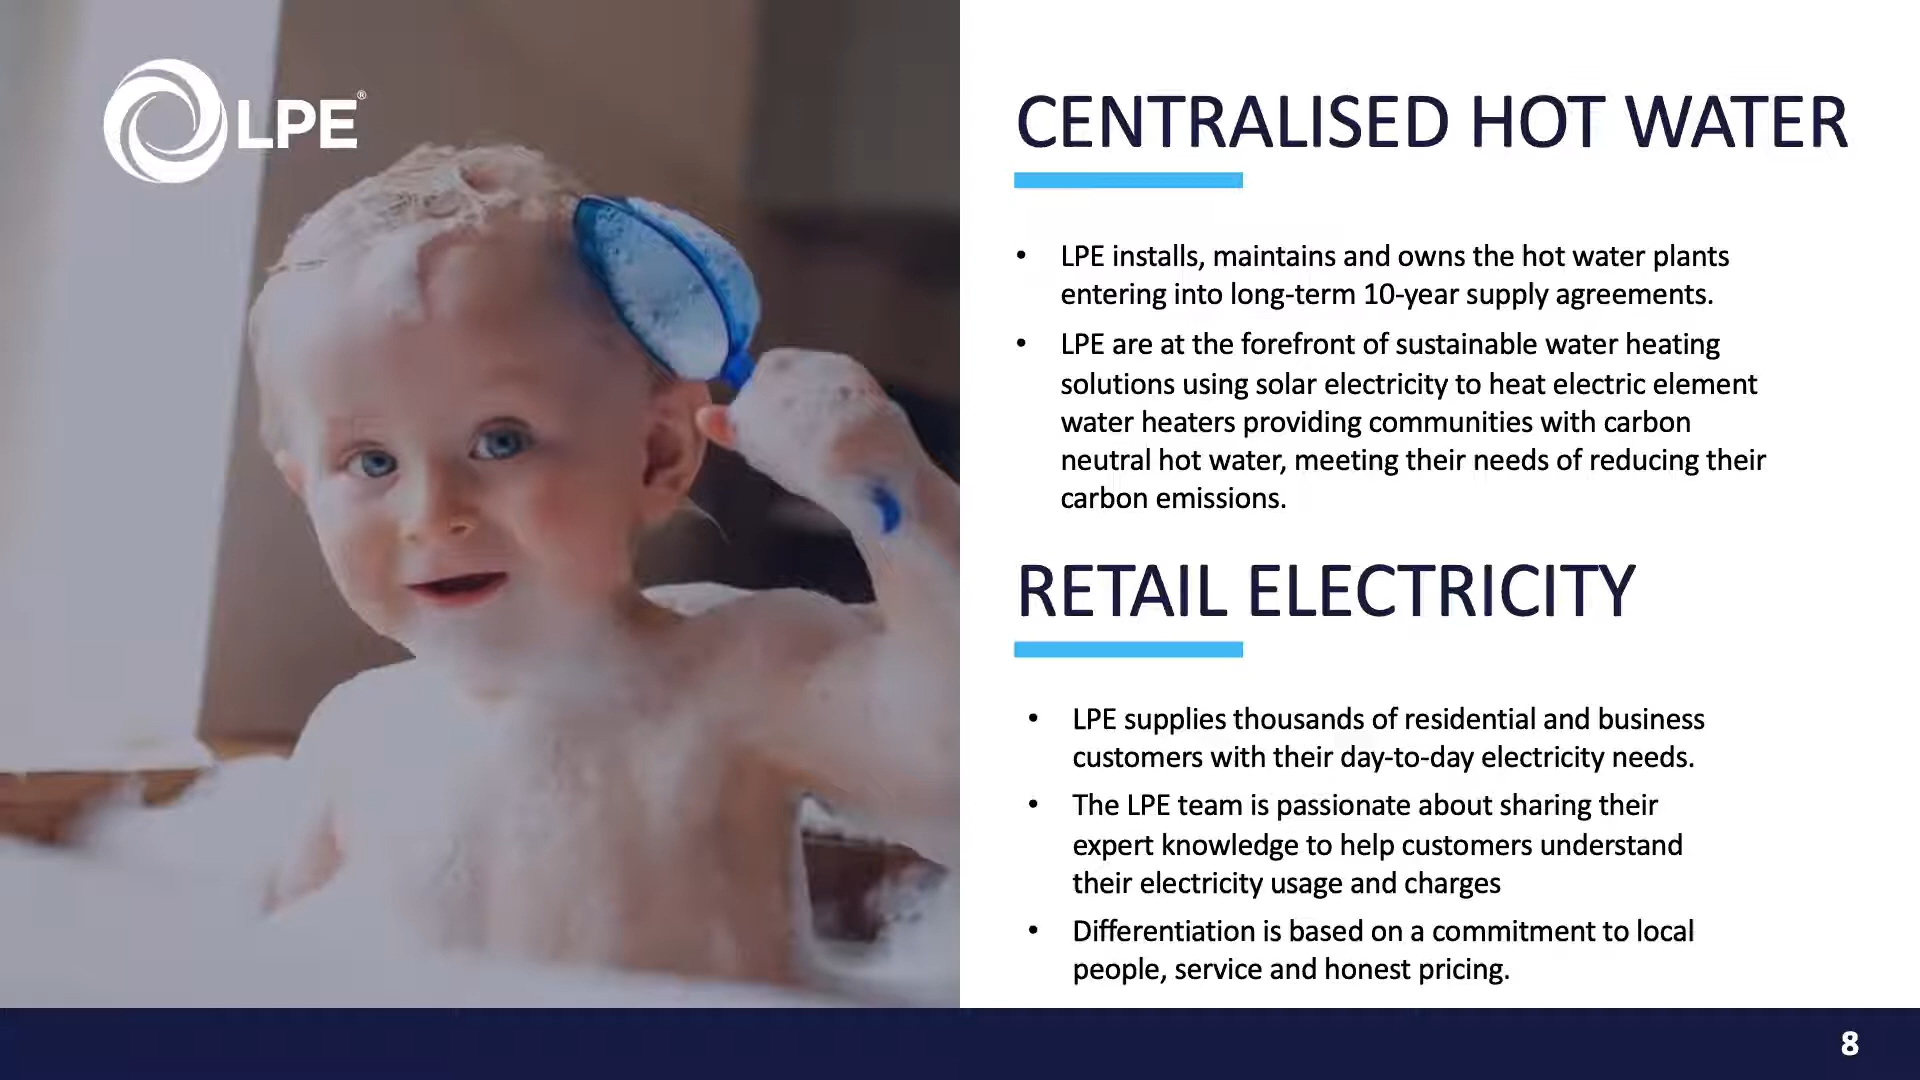 LPE®
CENTRALISED HOT WATER
• LPE installs, maintains and owns the hot water plants
entering into long-term 10-year supply agreements.
• LPE are at the forefront of sustainable water heating
solutions using solar electricity to heat electric element
water heaters providing communities with carbon
neutral hot water, meeting their needs of reducing their
carbon emissions.
RETAIL ELECTRICITY
• LPE supplies thousands of residential and business
customers with their day-to-day electricity needs.
• The LPE team is passionate about sharing their
expert knowledge to help customers understand
their electricity usage and charges
• Differentiation is based on a commitment to local
people, service and honest pricing.
8